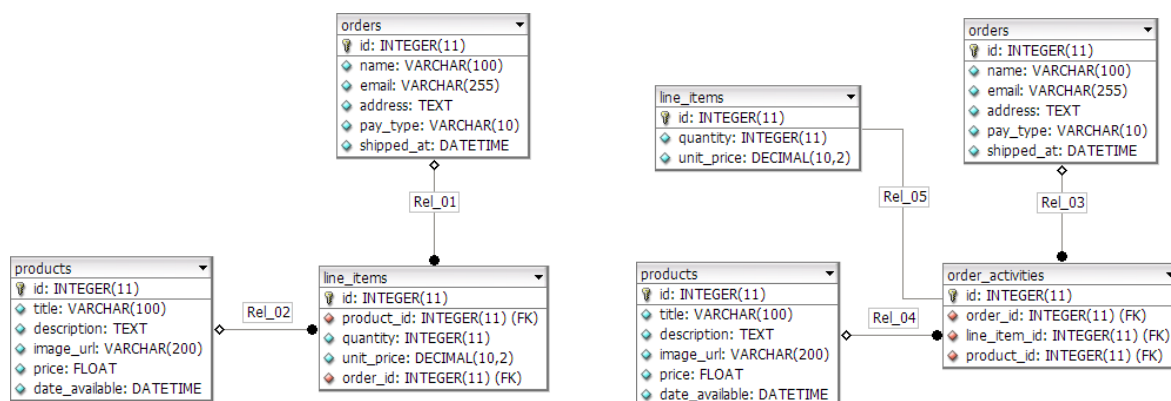 orders
id: INTEGER(11)
name: VARCHAR(100)
email: VARCHAR(255)
address: TEXT
pay_type: VARCHAR(10)
shipped_at: DATETIME
Rel_01
products
id: INTEGER(11)
title: VARCHAR(100)
description: TEXT
image_url: VARCHAR(200)
price: FLOAT
date_available: DATETIME
Rel_02
line_items
id: INTEGER(11)
product_id: INTEGER(11) (FK)
quantity: INTEGER(11)
unit_price: DECIMAL(10,2)
order_id: INTEGER(11) (FK)
line_items
id: INTEGER(11)
quantity: INTEGER(11)
unit_price: DECIMAL(10,2)
orders
id: INTEGER(11)
name: VARCHAR(100)
email: VARCHAR(255)
address: TEXT
pay_type: VARCHAR(10)
shipped_at: DATETIME
Rel_05
Rel_03
products
id: INTEGER(11)
title: VARCHAR(100)
description: TEXT
image_url: VARCHAR(200)
price: FLOAT
date_available: DATETIME
Rel_04
order_activities
id: INTEGER(11)
order_id: INTEGER(11) (FK)
line_item_id: INTEGER(11) (FK)
product_id: INTEGER(11) (FK)